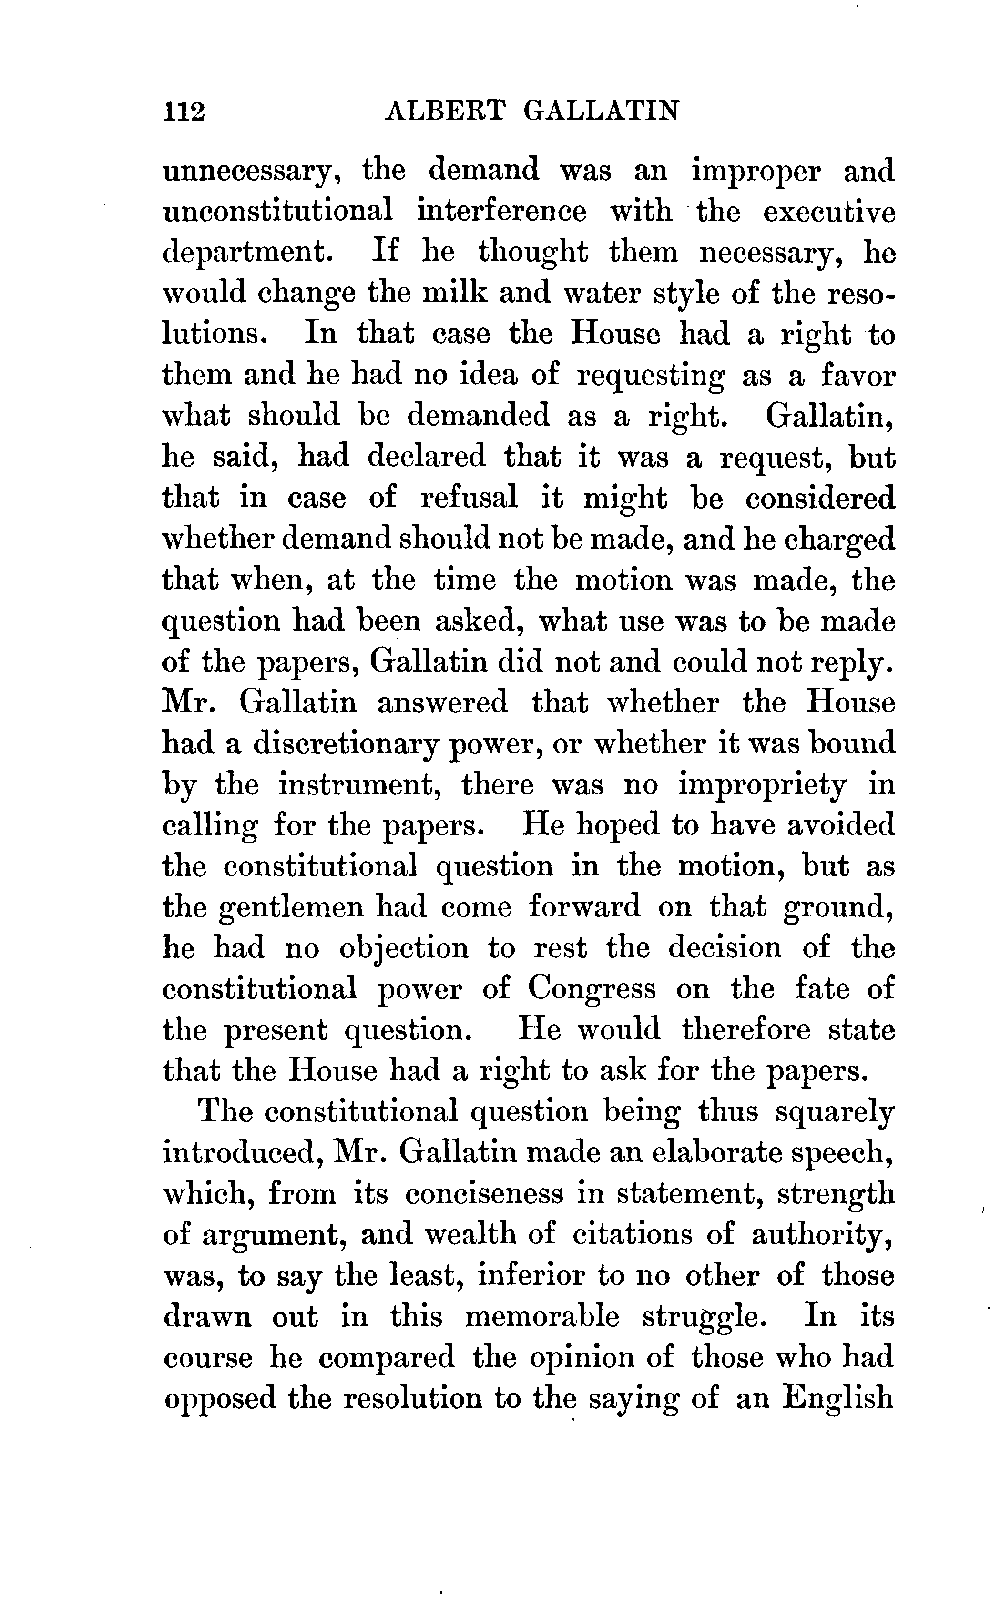 112 ALBERT GALLATIN
unnecessary, the demand was an improper and
unconstitutional interference with the executive
department. If he thought them necessary, he
would change the milk and water style of the reso-
lutions. In that case the House had a right to
them and he had no idea of requesting as a favor
what should be demanded as a right. Gallatin,
he said, had declared that it was a request, but
that in case of refusal it might be considered
whether demand should not be made, and he charged
that when, at the time the motion was made, the
question had been asked, what use was to be made
of the papers, Gallatin did not and could not reply.
Mr. Gallatin answered that whether the House
had a discretionary power, or whether it was bound
by the instrument, there was no impropriety in
calling for the papers. He hoped to have avoided
the constitutional question in the motion, but as
the gentlemen had come forward on that ground,
he had no objection to rest the decision of the
constitutional power of Congress on the fate of
the present question. He would therefore state
that the House had a right to ask for the papers.
The constitutional question being thus squarely
introduced, Mr. Gallatin made an elaborate speech,
which, from its conciseness in statement, strength
of argument, and wealth of citations of authority,
was, to say the least, inferior to no other of those
drawn out in this memorable struggle. In its
course he compared the opinion of those who had
opposed the resolution to the saying of an English